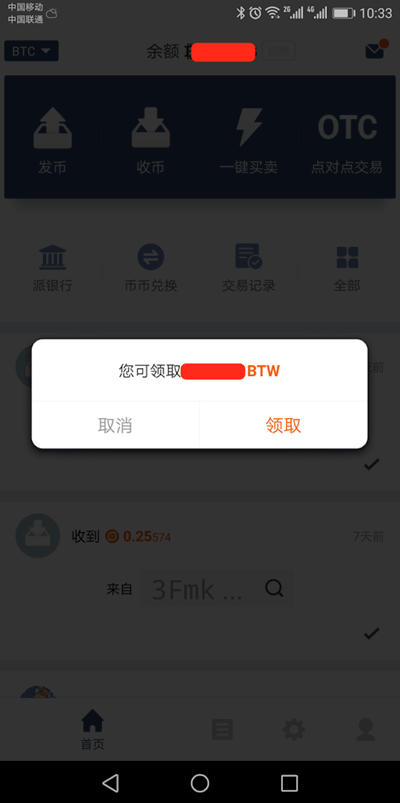 中国移动
中国联通
2G 4G 10:33
BTC 余额
OTC
发币 收币 一键买卖 点对点交易
派银行 币币兑换 交易记录 全部
您可领取 BTW
取消 领取
收到 0.25574 7天前
来自 3Fmk ...
首页